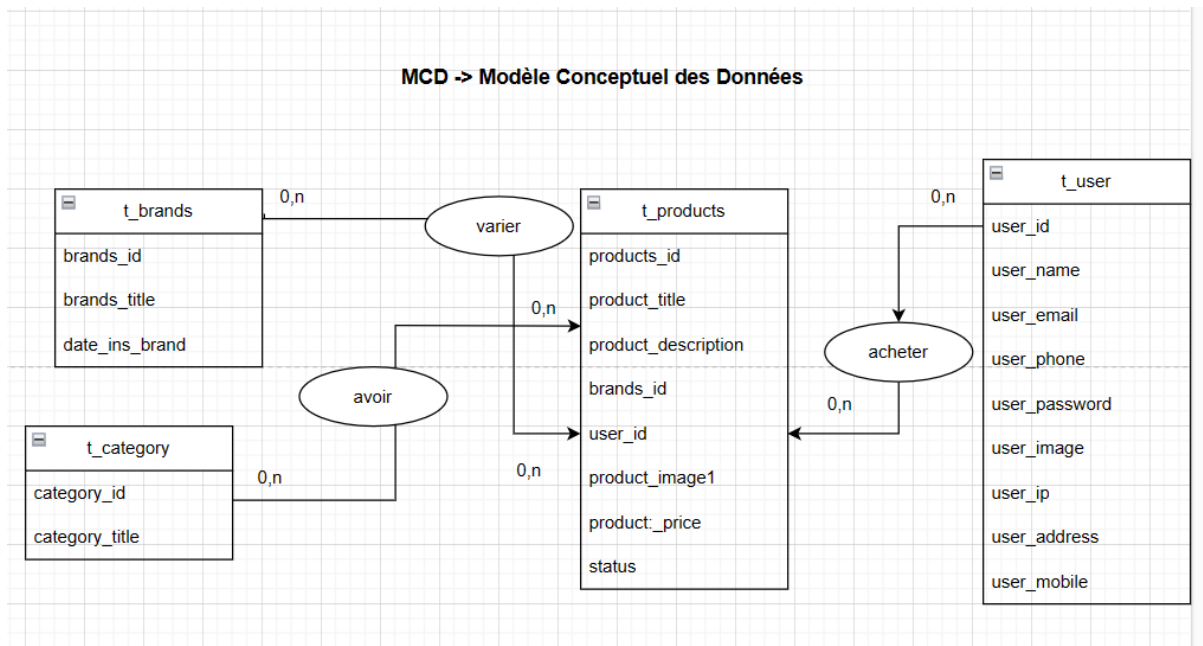 MCD -> Modèle Conceptuel des Données
t_brands
brands_id
brands_title
date_ins_brand
0,n
varier
t_products
products_id
product_title
product_description
brands_id
user_id
product_image1
product:_price
status
0,n
0,n
avoir
t_category
category_id
category_title
0,n
0,n
acheter
0,n
t_user
user_id
user_name
user_email
user_phone
user_password
user_image
user_ip
user_address
user_mobile